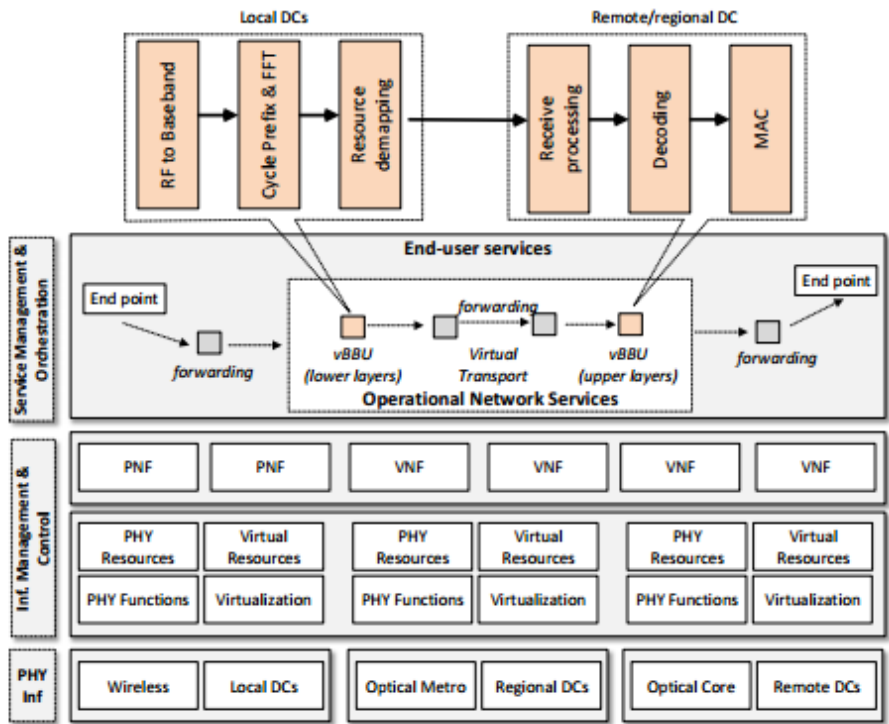 Local DCs
Remote/regional DC
RF to Baseband
Cycle Prefix & FFT
Resource
demapping
Receive
processing
Decoding
MAC
Service Management &
Orchestration
End-user services
End point
End point
forwarding
forwarding
forwarding
vBBU
(lower layers)
Virtual
Transport
vBBU
(upper layers)
Operational Network Services
Inf. Management &
Control
PNF
PNF
VNF
VNF
VNF
VNF
PHY
Resources
Virtual
Resources
PHY
Resources
Virtual
Resources
PHY
Resources
Virtual
Resources
PHY Functions
Virtualization
PHY Functions
Virtualization
PHY Functions
Virtualization
PHY
Inf
Wireless
Local DCs
Optical Metro
Regional DCs
Optical Core
Remote DCs